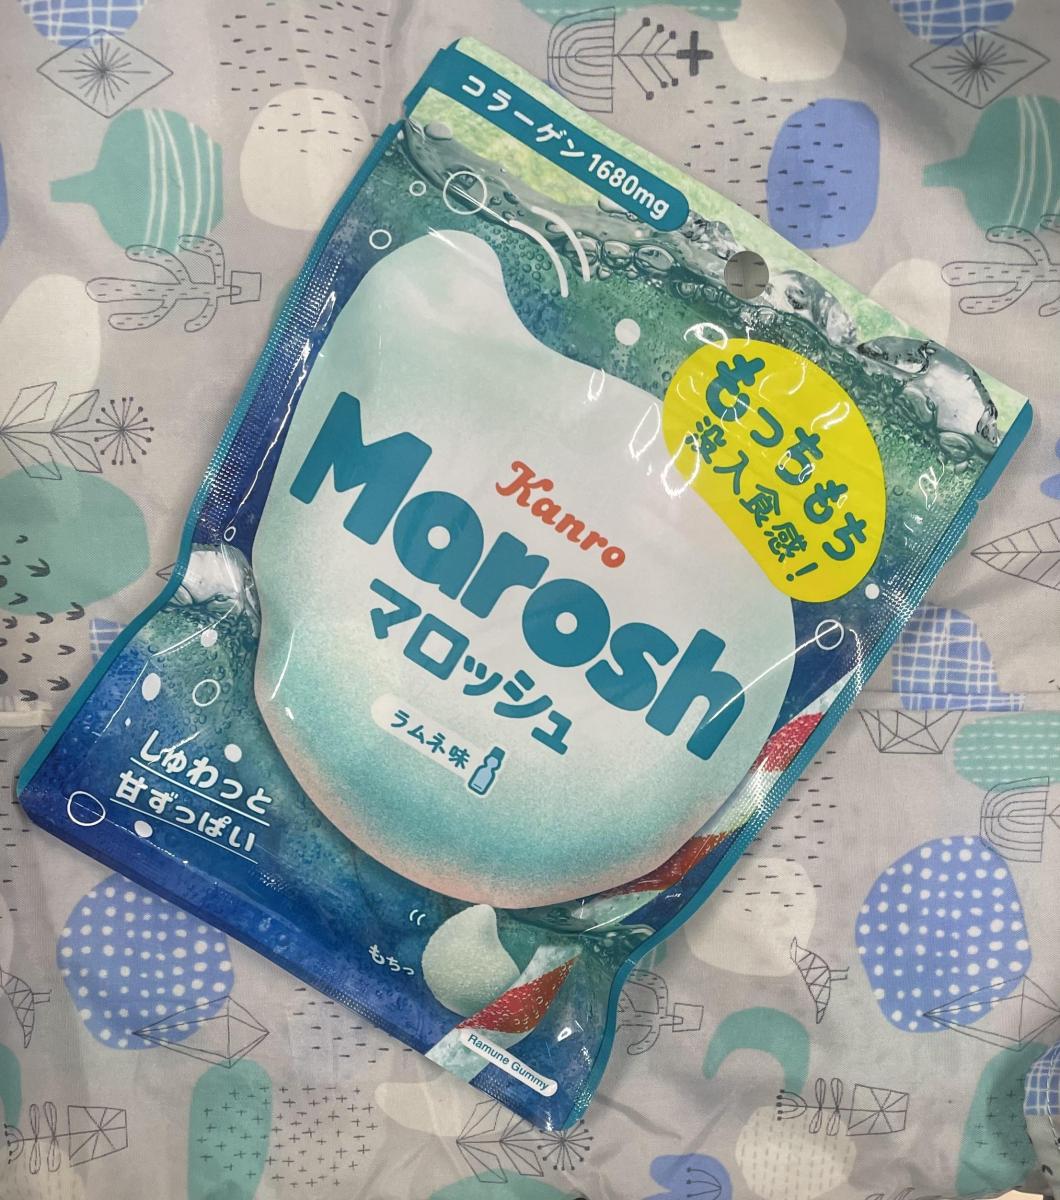 コラーゲン1680mg
もっちもち
没入食感!
Kanro
Marosh
マロッシュ
ラムネ味
しゅわっと
甘ずっぱい
もちっ
Ramune Gummy